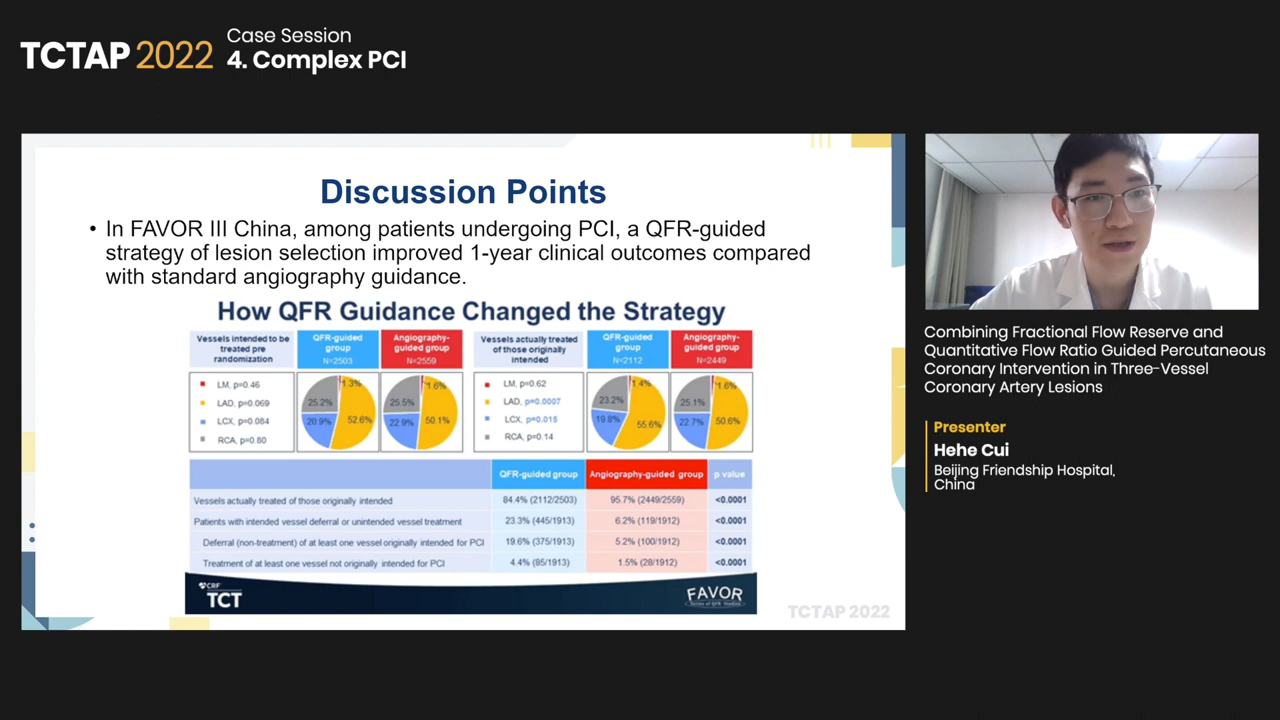 TCTAP 2022
Case Session
4. Complex PCI
Discussion Points
• In FAVOR III China, among patients undergoing PCI, a QFR-guided
strategy of lesion selection improved 1-year clinical outcomes compared
with standard angiography guidance.
How QFR Guidance Changed the Strategy
Vessels intended to be
treated pre
randomization
QFR-guided
group
N=2503
Angiography-
guided group
N=2559
LM, p=0.46
LAD, p=0.069
LCX, p=0.084
RCA, p=0.80
1.3%
25.2%
20.9%
52.6%
1.6%
25.5%
22.9%
50.1%
Vessels actually treated
of those originally
intended
QFR-guided
group
N=2112
Angiography-
guided group
N=2449
LM, p=0.62
LAD, p=0.0007
LCX, p=0.015
RCA, p=0.14
1.4%
23.2%
19.8%
55.6%
1.6%
25.1%
22.7%
50.6%
QFR-guided group Angiography-guided group p value
Vessels actually treated of those originally intended 84.4% (2112/2503) 95.7% (2449/2559) <0.0001
Patients with intended vessel deferral or unintended vessel treatment 23.3% (445/1913) 6.2% (119/1912) <0.0001
Deferral (non-treatment) of at least one vessel originally intended for PCI 19.6% (375/1913) 5.2% (100/1912) <0.0001
Treatment of at least one vessel not originally intended for PCI 4.4% (85/1913) 1.5% (28/1912) <0.0001
CRF
TCT
FAVOR
Series of QFR Studies
TCTAP 2022
Combining Fractional Flow Reserve and
Quantitative Flow Ratio Guided Percutaneous
Coronary Intervention in Three-Vessel
Coronary Artery Lesions
Presenter
Hehe Cui
Beijing Friendship Hospital,
China